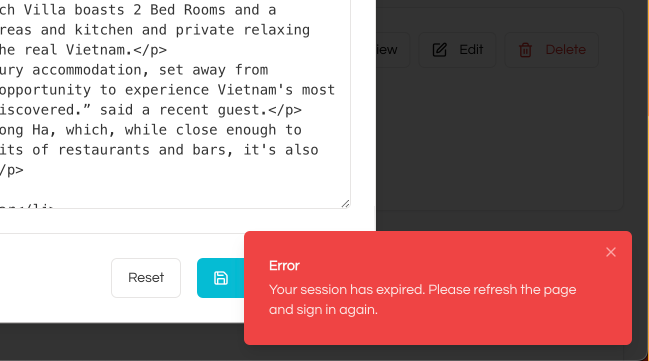 ch Villa boasts 2 Bed Rooms and a
reas and kitchen and private relaxing
he real Vietnam.</p>
ury accommodation, set away from
opportunity to experience Vietnam's most
iscovered.” said a recent guest.</p>
ong Ha, which, while close enough to
its of restaurants and bars, it's also
/p>
iew Edit Delete
Reset
Error
Your session has expired. Please refresh the page
and sign in again.